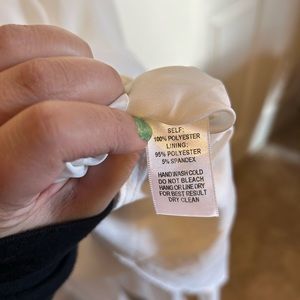 SELF:
100% POLYESTER
LINING:
95% POLYESTER
5% SPANDEX
HAND WASH COLD
DO NOT BLEACH
HANG OR LINE DRY
FOR BEST RESULT
DRY CLEAN